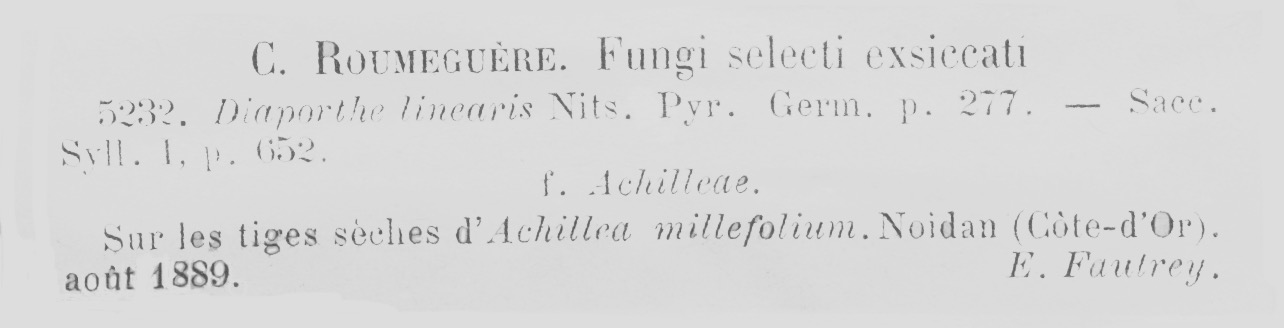 C. ROUMEGUÈRE. Fungi selecti exsiccati
5232. Diaporthe linearis Nits. Pyr. Germ. p. 277. — Sacc.
Syll. I, p. 652.
f. Achilleae.
Sur les tiges sèches d'Achillea millefolium. Noidan (Côte-d'Or).
août 1889.
E. Fautrey.